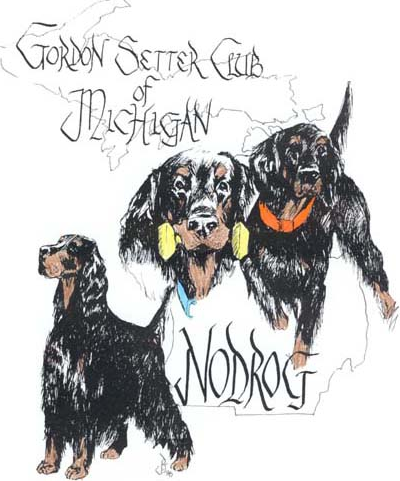 GORDON SETTER CLUB
of
MICHIGAN
NODROG